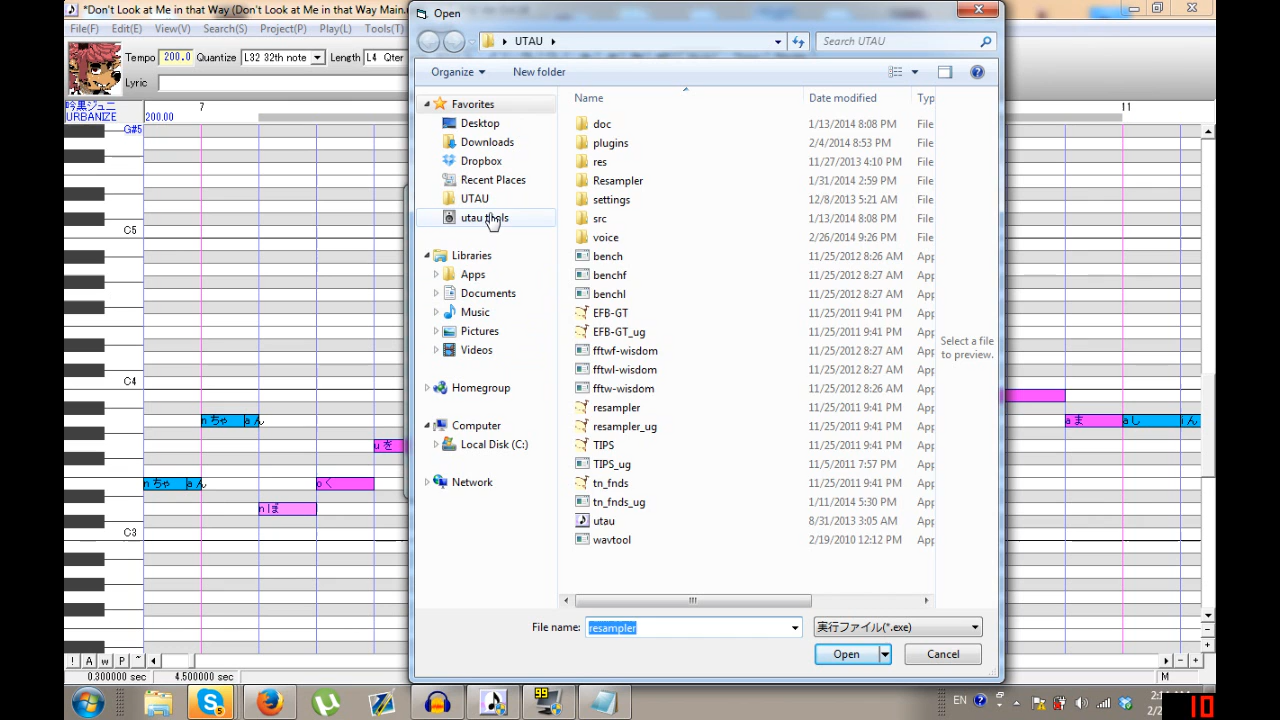 *Don't Look at Me in that Way (Don't Look at Me in that Way Main.
Open
File(F) Edit(E) View(V) Search(S) Project(P) Play(L) Tools(T)
UTAU
Search UTAU
Tempo 200.0 Quantize L32 32th note Length L4 Qter
Organize
New folder
Lyric
吟黒ジュニ
URBANIZE
7
200.00
11
Favorites
Desktop
Downloads
Dropbox
Recent Places
UTAU
utau
Libraries
Apps
Documents
Music
Pictures
Videos
Homegroup
Computer
Local Disk (C:)
Network
Name Date modified Typ
doc 1/13/2014 8:08 PM File
plugins 2/4/2014 8:53 PM File
res 11/27/2013 4:10 PM File
Resampler 1/31/2014 2:59 PM File
settings 12/8/2013 5:21 AM File
src 1/13/2014 8:08 PM File
voice 2/26/2014 9:26 PM File
bench 11/25/2012 8:26 AM App
benchf 11/25/2012 8:27 AM App
benchl 11/25/2012 8:27 AM App
EFB-GT 11/25/2011 9:41 PM App
EFB-GT_ug 11/25/2011 9:41 PM App
fftwf-wisdom 11/25/2012 8:27 AM App
fftwl-wisdom 11/25/2012 8:27 AM App
fftw-wisdom 11/25/2012 8:26 AM App
resampler 11/25/2011 9:41 PM App
resampler_ug 11/25/2011 9:41 PM App
TIPS 11/25/2011 9:41 PM App
TIPS_ug 11/5/2011 7:57 PM App
tn_fnds 11/25/2011 9:41 PM App
tn_fnds_ug 1/11/2014 5:30 PM App
utau 8/31/2013 3:05 AM App
wavtool 2/19/2010 12:12 PM App
Select a file
to preview.
G#5
C5
C4
C3
n ちゃ a ん
u を
n ちゃ a ん
o く
n ぼ
a ま a し i ん
File name: resampler
実行ファイル(*.exe)
Open
Cancel
! A w P ~
0.300000 sec 4.500000 sec
M
99
EN
10